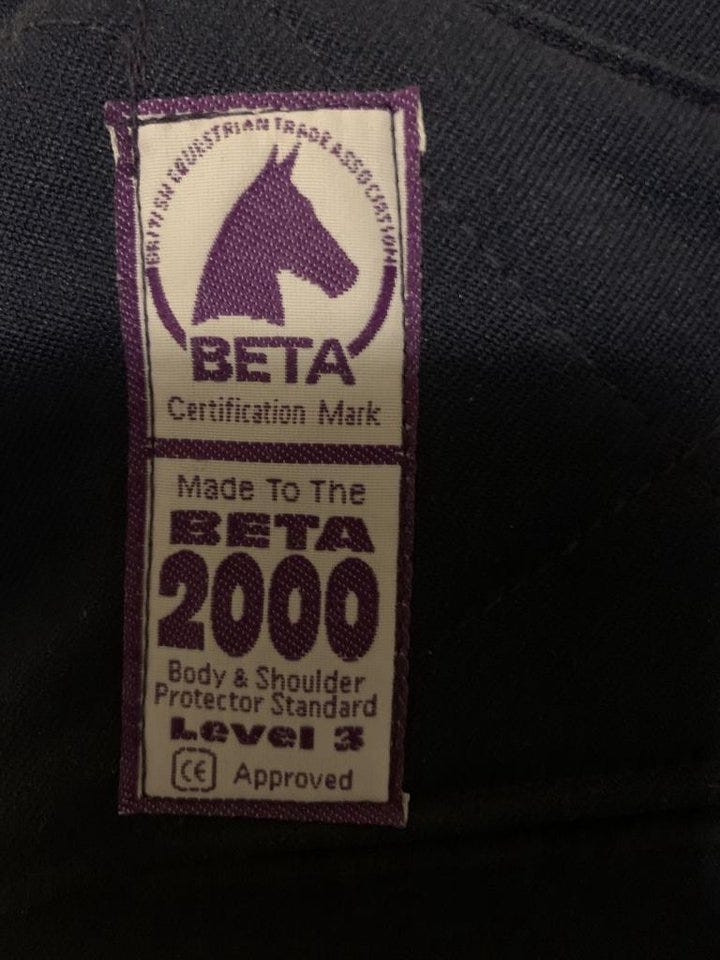 BRITISH EQUESTRIAN TRADE ASSOCIATION
BETA
Certification Mark
Made To The
BETA
2000
Body & Shoulder
Protector Standard
Level 3
CE Approved